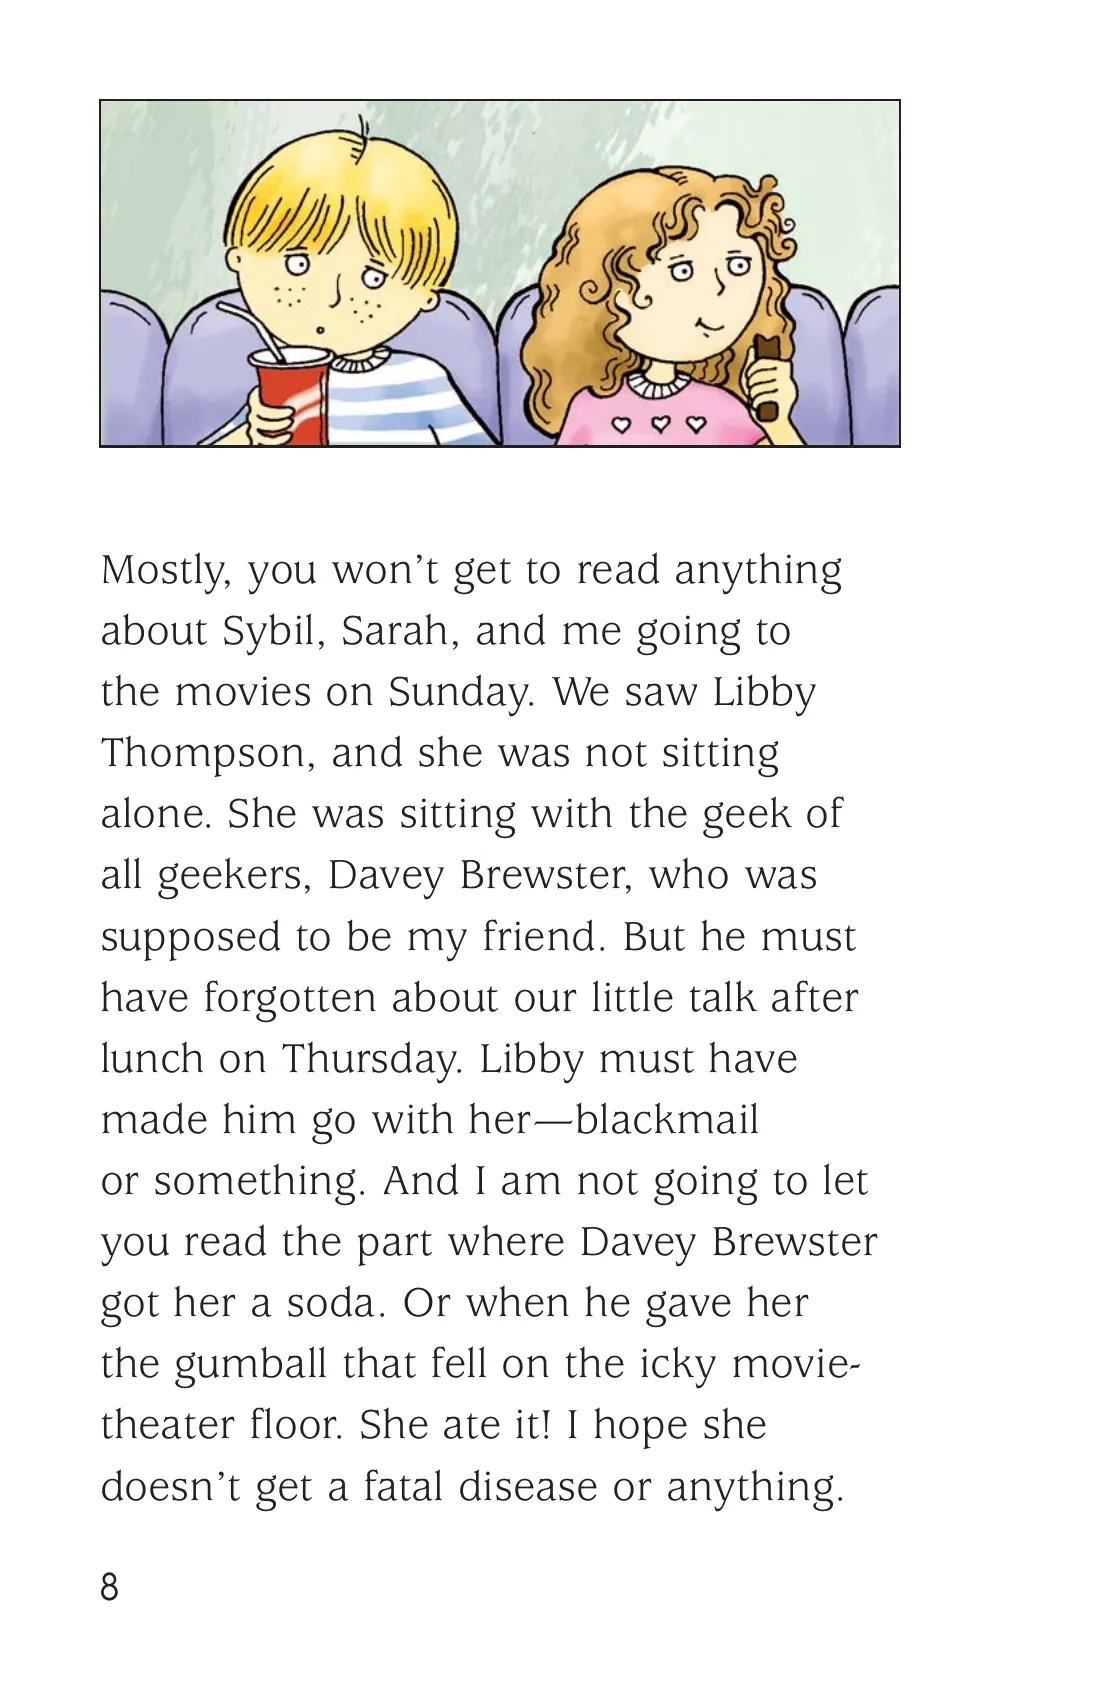 Mostly, you won’t get to read anything
about Sybil, Sarah, and me going to
the movies on Sunday. We saw Libby
Thompson, and she was not sitting
alone. She was sitting with the geek of
all geekers, Davey Brewster, who was
supposed to be my friend. But he must
have forgotten about our little talk after
lunch on Thursday. Libby must have
made him go with her—blackmail
or something. And I am not going to let
you read the part where Davey Brewster
got her a soda. Or when he gave her
the gumball that fell on the icky movie-
theater floor. She ate it! I hope she
doesn’t get a fatal disease or anything.
8